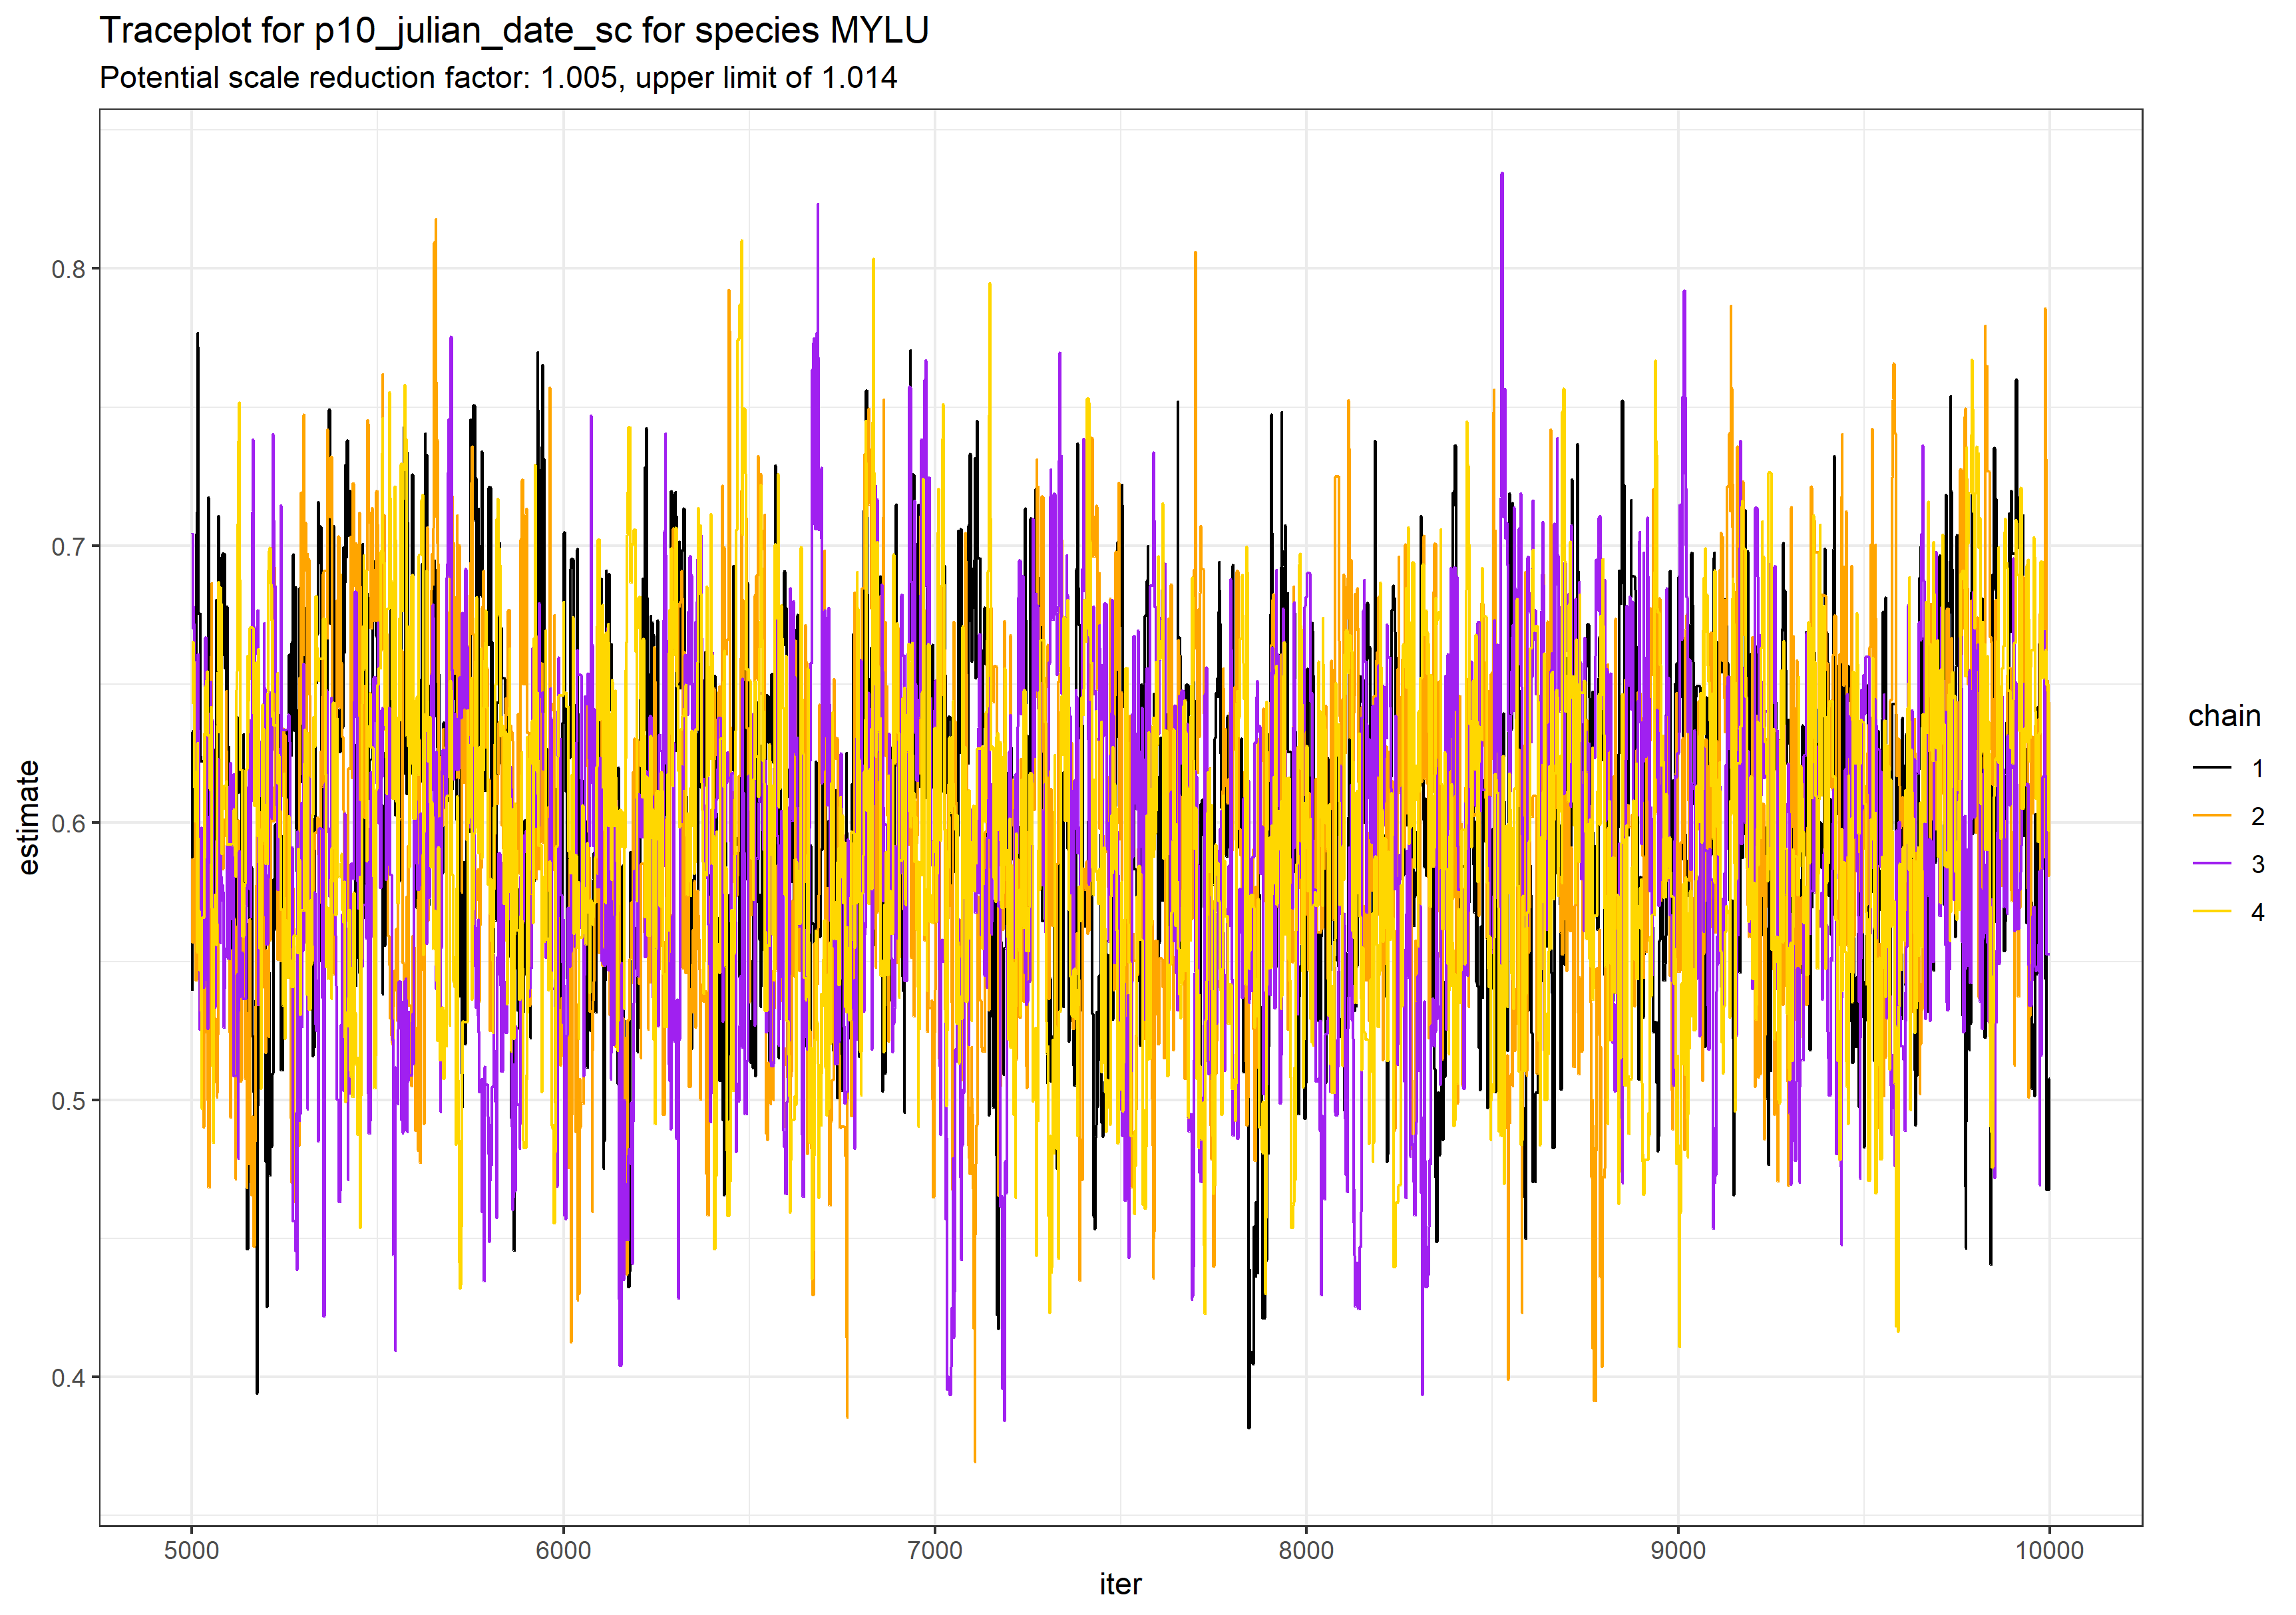 Traceplot for p10_julian_date_sc for species MYLU
Potential scale reduction factor: 1.005, upper limit of 1.014
estimate
0.8
0.7
0.6
0.5
0.4
5000 6000 7000 8000 9000 10000
iter
chain
1
2
3
4